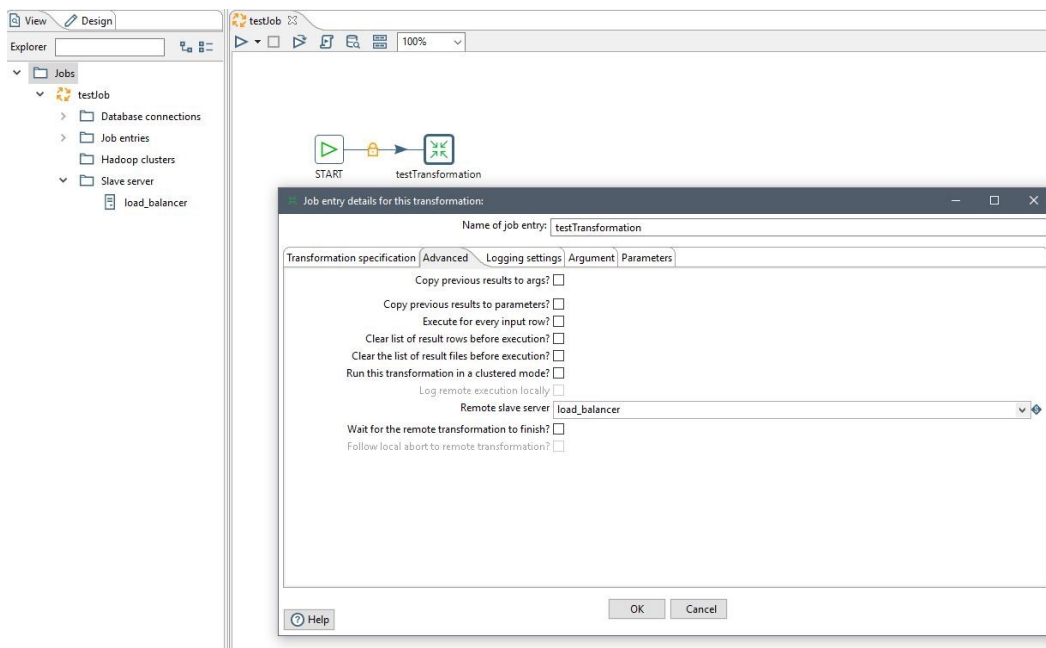 View
Design
testJob
Explorer
100%
Jobs
testJob
Database connections
Job entries
Hadoop clusters
Slave server
load_balancer
START
testTransformation
Job entry details for this transformation:
Name of job entry: testTransformation
Transformation specification Advanced Logging settings Argument Parameters
Copy previous results to args?
Copy previous results to parameters?
Execute for every input row?
Clear list of result rows before execution?
Clear the list of result files before execution?
Run this transformation in a clustered mode?
Log remote execution locally
Remote slave server load_balancer
Wait for the remote transformation to finish?
Follow local abort to remote transformation?
OK Cancel
Help